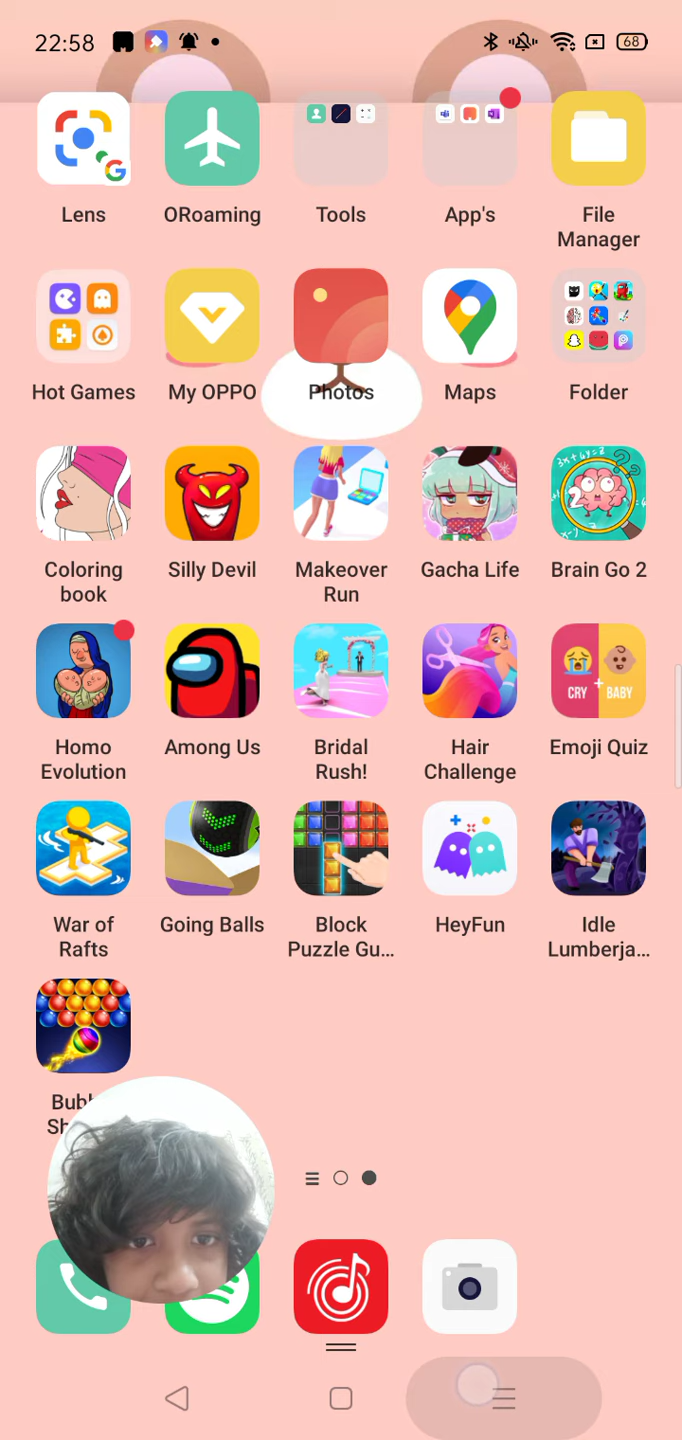 22:58
68
Lens
ORoaming
Tools
App's
File
Manager
Hot Games
My OPPO
Photos
Maps
Folder
Coloring
book
Silly Devil
Makeover
Run
Gacha Life
Brain Go 2
CRY + BABY
Homo
Evolution
Among Us
Bridal
Rush!
Hair
Challenge
Emoji Quiz
War of
Rafts
Going Balls
Block
Puzzle Gu...
HeyFun
Idle
Lumberja...